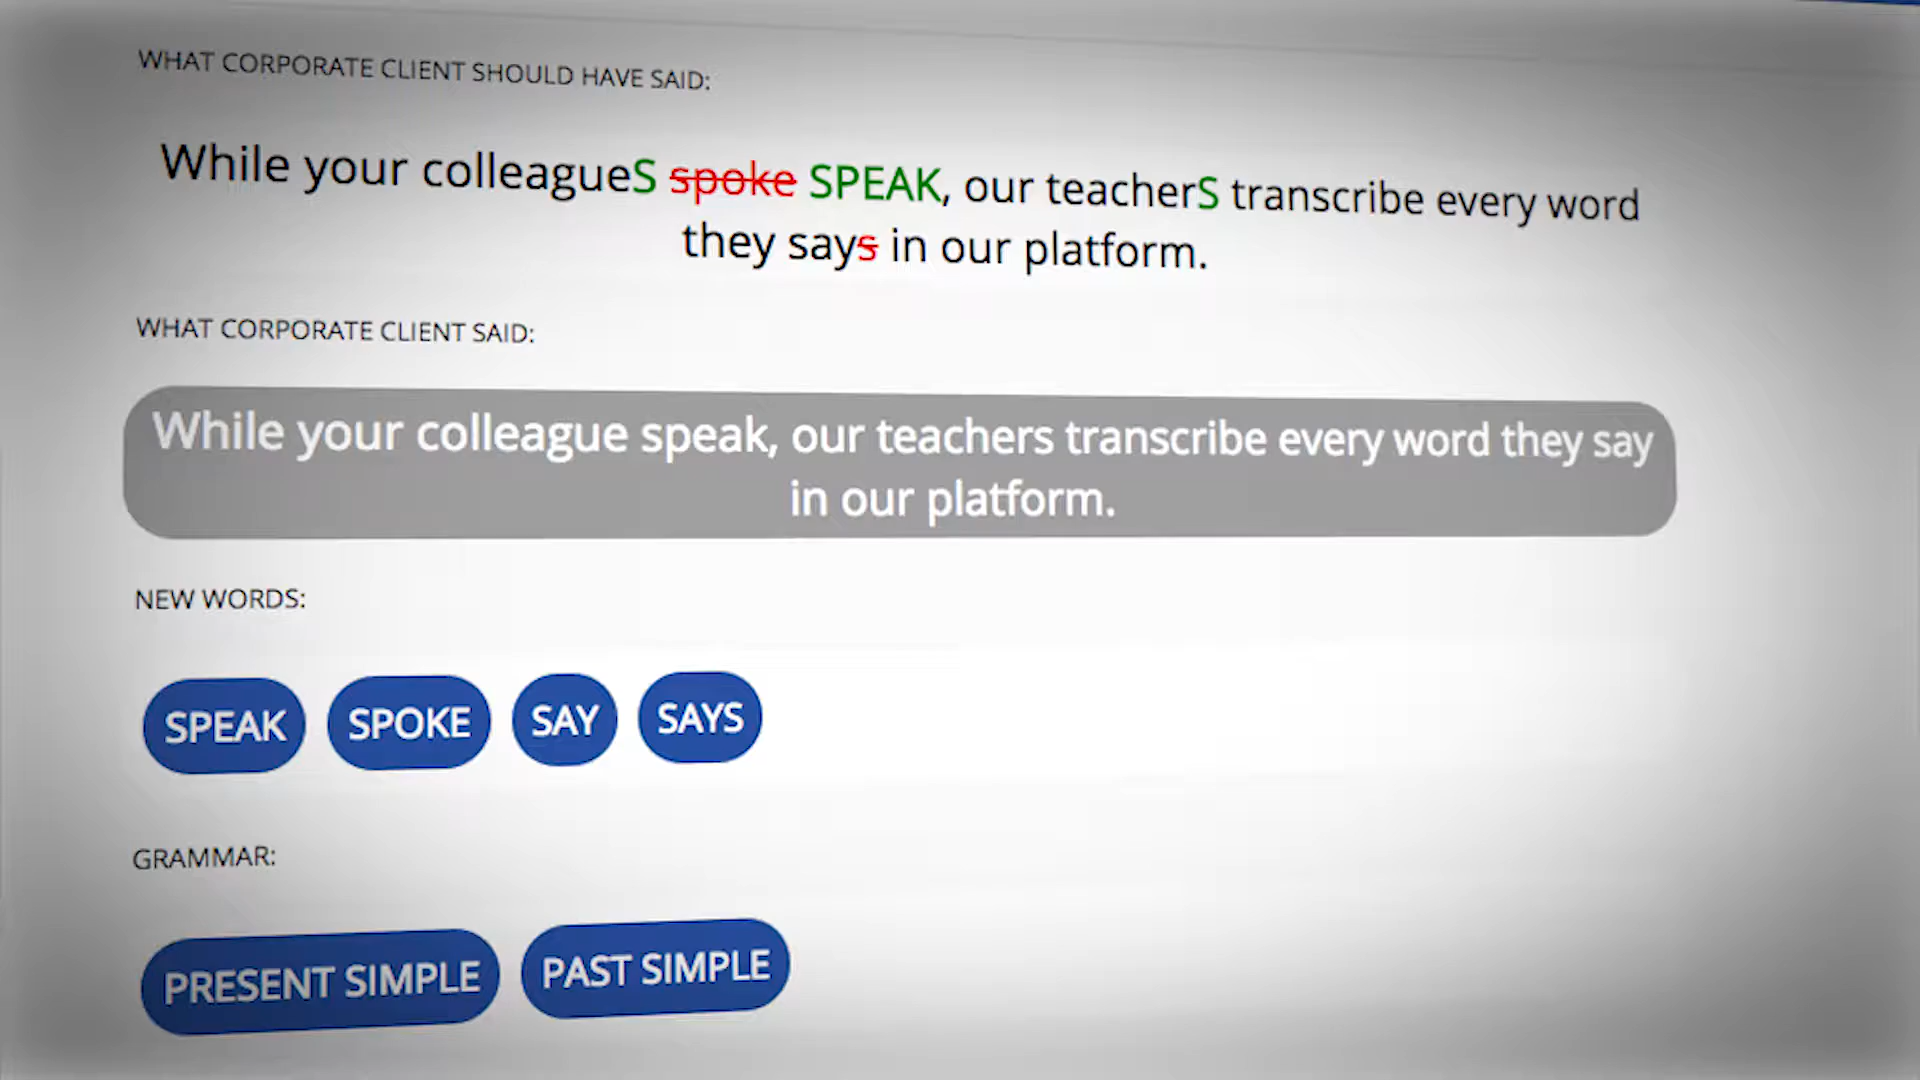 WHAT CORPORATE CLIENT SHOULD HAVE SAID:
While your colleagueS spoke SPEAK, our teacherS transcribe every word
they says in our platform.
WHAT CORPORATE CLIENT SAID:
While your colleague speak, our teachers transcribe every word they say
in our platform.
NEW WORDS:
SPEAK SPOKE SAY SAYS
GRAMMAR:
PRESENT SIMPLE PAST SIMPLE